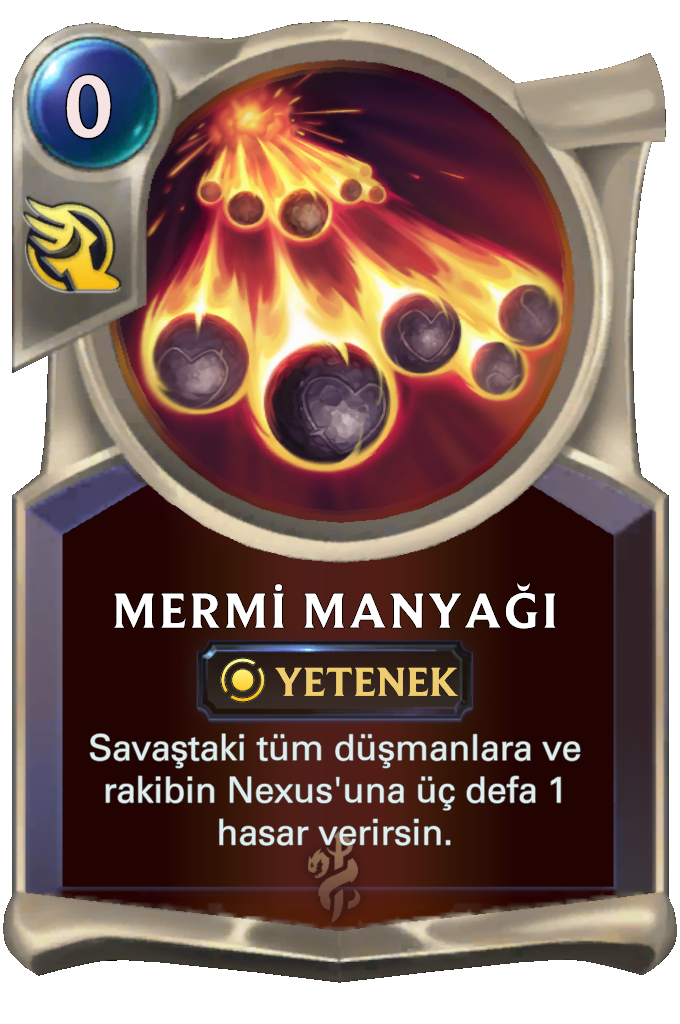 0
MERMİ MANYAĞI
YETENEK
Savaştaki tüm düşmanlara ve
rakibin Nexus'una üç defa 1
hasar verirsin.